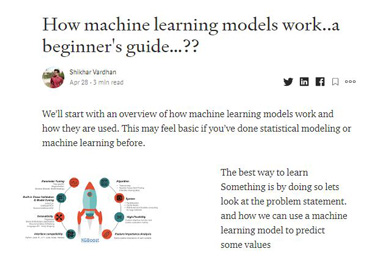 How machine learning models work..a
beginner's guide...??
Shikhar Vardhan
Apr 28 · 3 min read
We'll start with an overview of how machine learning models work and
how they are used. This may feel basic if you've done statistical modeling or
machine learning before.
XGBoost
The best way to learn
Something is by doing so lets
look at the problem statement.
and how we can use a machine
learning model to predict
some values